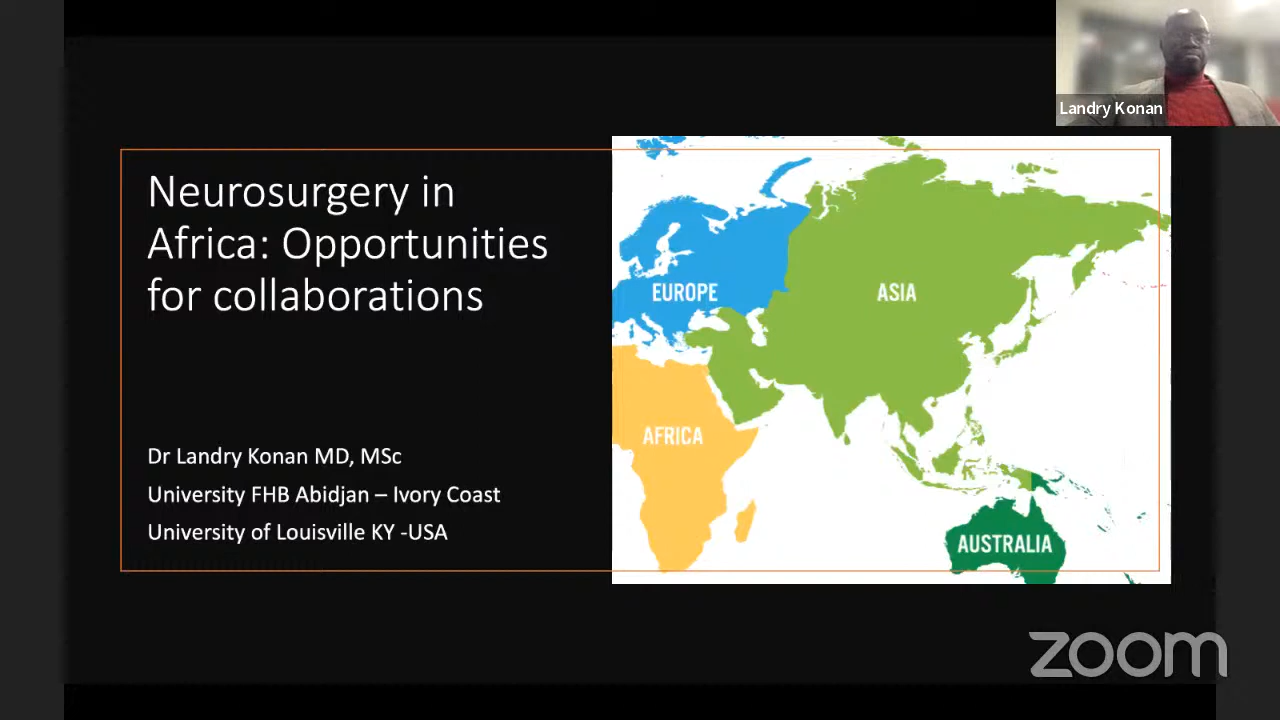 Landry Konan
Neurosurgery in
Africa: Opportunities
for collaborations
EUROPE
ASIA
AFRICA
AUSTRALIA
Dr Landry Konan MD, MSc
University FHB Abidjan – Ivory Coast
University of Louisville KY -USA
zoom